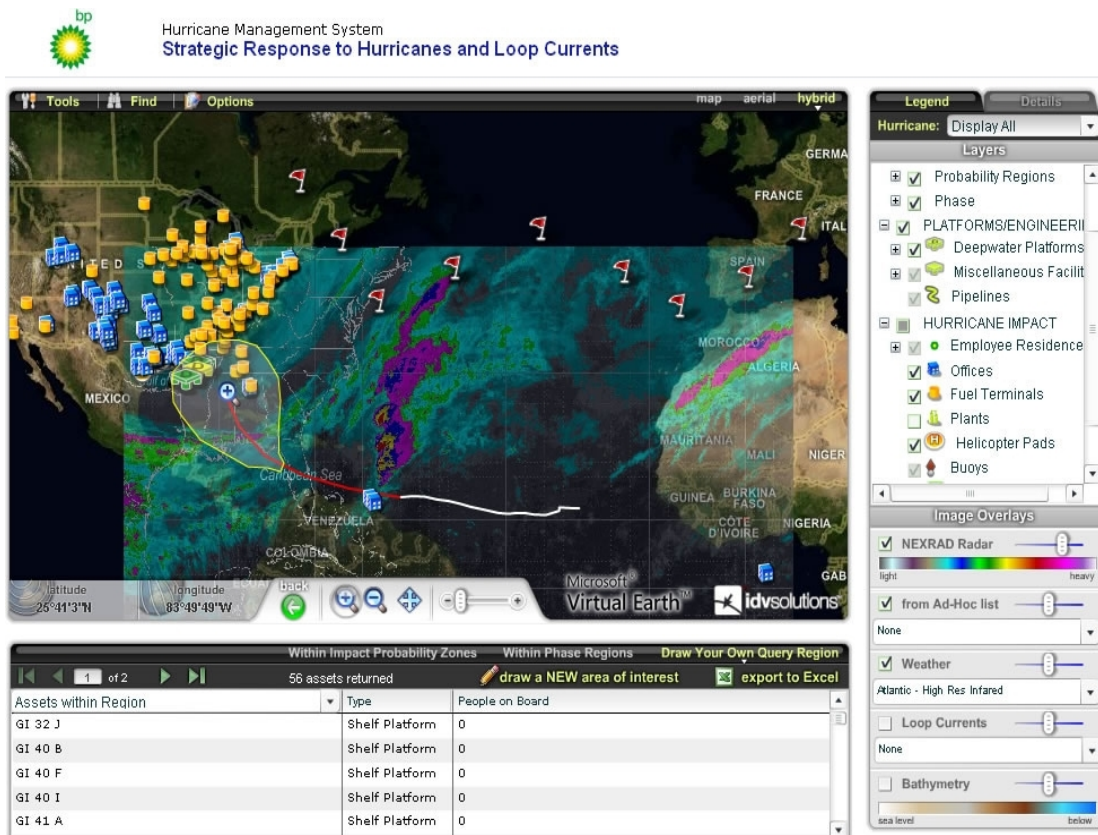 bp
Hurricane Management System
Strategic Response to Hurricanes and Loop Currents
Tools
Find
Options
map
aerial
hybrid
GERMA
FRANCE
ITAL
SPAIN
MOROCCO
ALGERIA
MAURITANIA
MALI
NIGER
GUINEA
BURKINA
FASO
CÔTE
D'IVOIRE
NIGERIA
GAB
UNITED S
MEXICO
Caribbean Sea
VENEZUELA
COLOMBIA
latitude
25°41'3"N
longitude
83°49'49"W
back
Microsoft®
Virtual Earth™
idvsolutions
Legend
Details
Hurricane: Display All
Layers
Probability Regions
Phase
PLATFORMS/ENGINEERI
Deepwater Platforms
Miscellaneous Facilit
Pipelines
HURRICANE IMPACT
Employee Residence
Offices
Fuel Terminals
Plants
Helicopter Pads
Buoys
Image Overlays
NEXRAD Radar
light
heavy
from Ad-Hoc list
None
Weather
Atlantic - High Res Infared
Loop Currents
None
Bathymetry
sea level
below
Within Impact Probability Zones
Within Phase Regions
Draw Your Own Query Region
1 of 2
56 assets returned
draw a NEW area of interest
export to Excel
Assets within Region
Type
People on Board
GI 32 J Shelf Platform 0
GI 40 B Shelf Platform 0
GI 40 F Shelf Platform 0
GI 40 I Shelf Platform 0
GI 41 A Shelf Platform 0